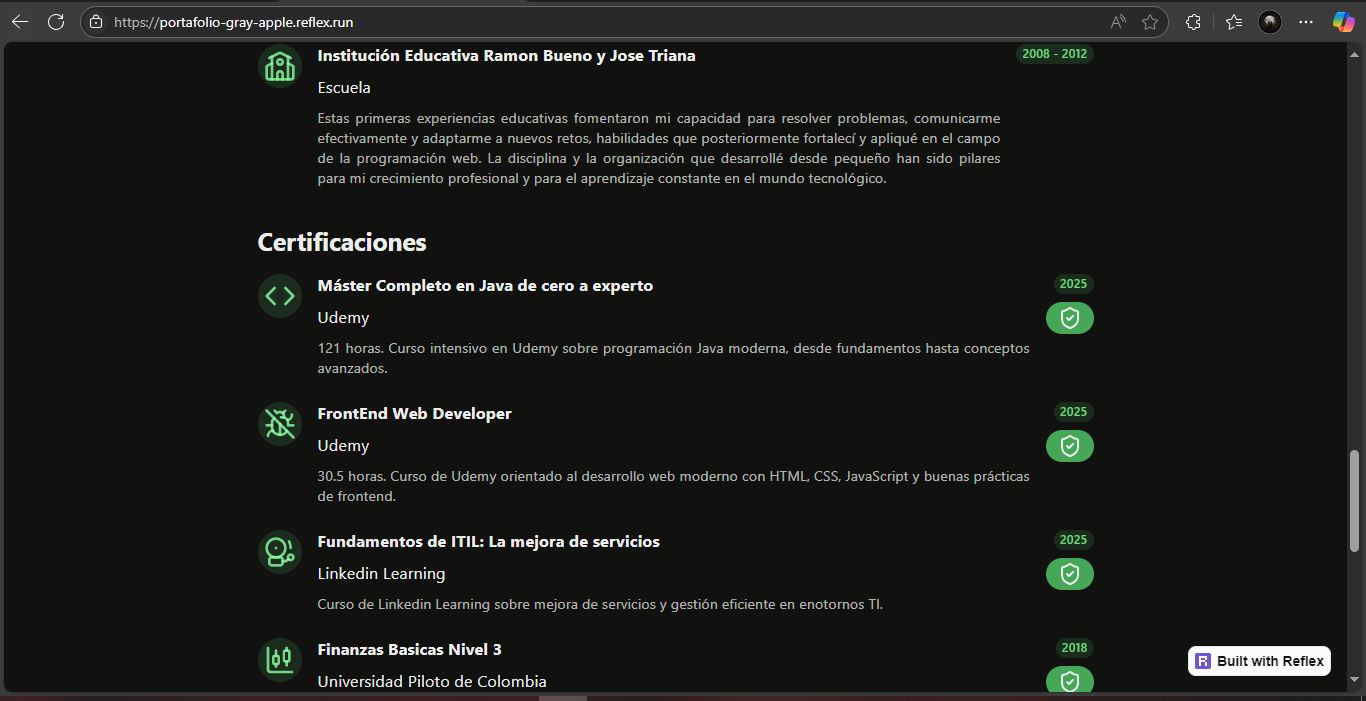 https://portafolio-gray-apple.reflex.run
Institución Educativa Ramon Bueno y Jose Triana
2008 - 2012
Escuela
Estas primeras experiencias educativas fomentaron mi capacidad para resolver problemas, comunicarme
efectivamente y adaptarme a nuevos retos, habilidades que posteriormente fortalecí y apliqué en el campo
de la programación web. La disciplina y la organización que desarrollé desde pequeño han sido pilares
para mi crecimiento profesional y para el aprendizaje constante en el mundo tecnológico.
Certificaciones
Máster Completo en Java de cero a experto
2025
Udemy
121 horas. Curso intensivo en Udemy sobre programación Java moderna, desde fundamentos hasta conceptos
avanzados.
FrontEnd Web Developer
2025
Udemy
30.5 horas. Curso de Udemy orientado al desarrollo web moderno con HTML, CSS, JavaScript y buenas prácticas
de frontend.
Fundamentos de ITIL: La mejora de servicios
2025
Linkedin Learning
Curso de Linkedin Learning sobre mejora de servicios y gestión eficiente en enotornos TI.
Finanzas Basicas Nivel 3
2018
Universidad Piloto de Colombia
Built with Reflex